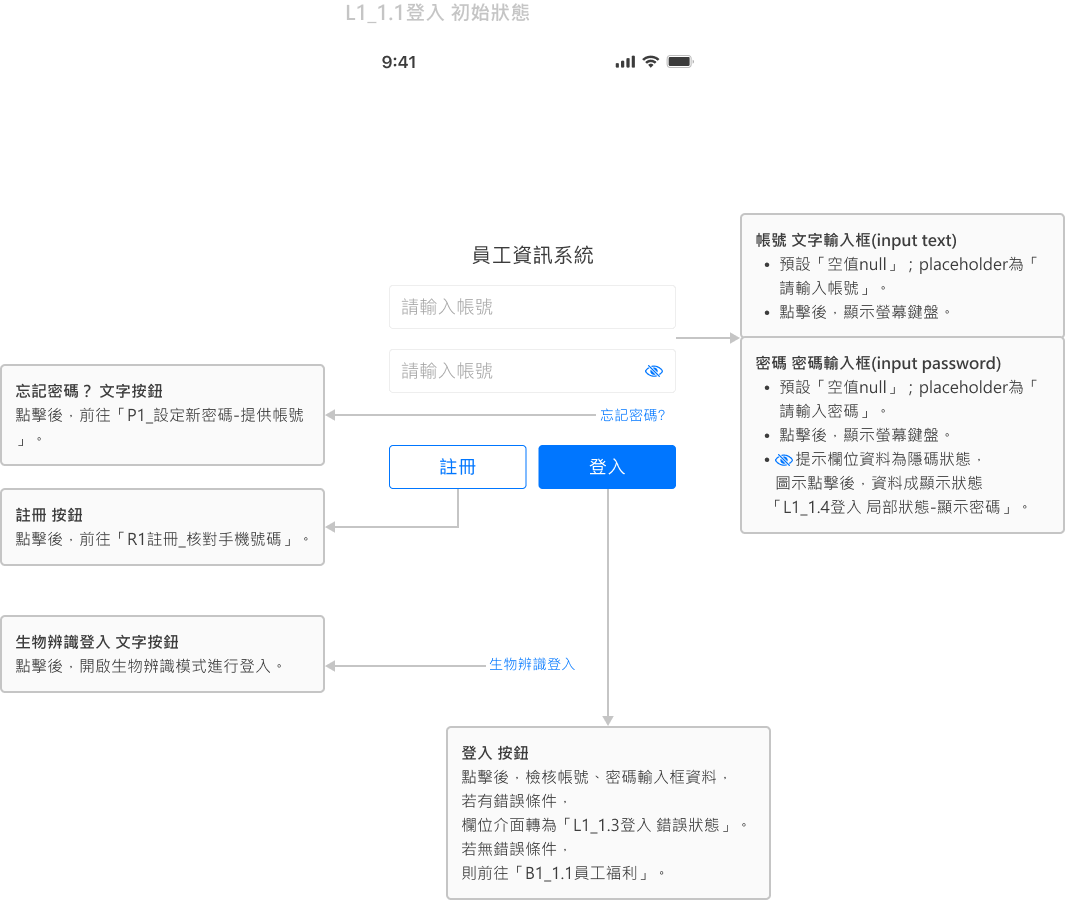 L1_1.1登入 初始狀態
9:41
員工資訊系統
請輸入帳號
請輸入帳號
忘記密碼?
註冊
登入
生物辨識登入
帳號 文字輸入框(input text)
• 預設「空值null」；placeholder為「
請輸入帳號」。
• 點擊後，顯示螢幕鍵盤。
密碼 密碼輸入框(input password)
• 預設「空值null」；placeholder為「
請輸入密碼」。
• 點擊後，顯示螢幕鍵盤。
• 提示欄位資料為隱碼狀態，
圖示點擊後，資料成顯示狀態
「L1_1.4登入 局部狀態-顯示密碼」。
忘記密碼？ 文字按鈕
點擊後，前往「P1_設定新密碼-提供帳號
」。
註冊 按鈕
點擊後，前往「R1註冊_核對手機號碼」。
生物辨識登入 文字按鈕
點擊後，開啟生物辨識模式進行登入。
登入 按鈕
點擊後，檢核帳號、密碼輸入框資料，
若有錯誤條件，
欄位介面轉為「L1_1.3登入 錯誤狀態」。
若無錯誤條件，
則前往「B1_1.1員工福利」。